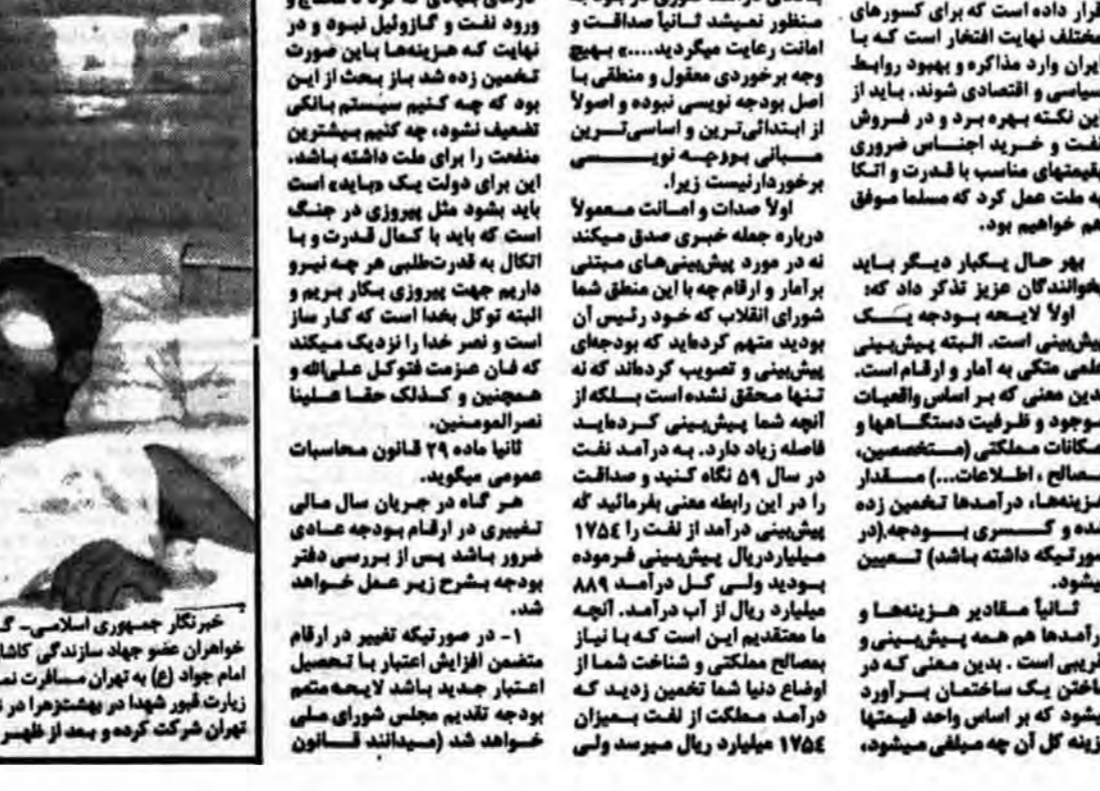 قرار داده است که برای کسورهای
مختلف نهایت افتخار است که با
ایران وارد مذاکره و بهبود روابط
سیاسی و اقتصادی شوند. باید از
این نکته بهره برد و در فروش
نفت و خرید اجناس ضروری
بقیمتهای مناسب با قدرت و اتکا
به ملت عمل کرد که مسلما موفق
هم خواهیم بود.
بهر حال یکبار دیگر باید
بخوانندگان عزیز تذکر داد که:
اولاً لایحه بودجه یک
پیش‌بینی است. البته پیش‌بینی
علمی متکی به آمار و ارقام است.
بدین معنی که بر اساس واقعیات
موجود و ظرفیت دستگاهها و
امکانات مملکتی (متخصصین،
مصالح، اطلاعات...) مقدار
هزینه‌ها، درآمدها تخمین زده
شده و کسری بودجه.(در
صورتیکه داشته باشد) تعیین
میشود.
ثانیاً مقادیر هزینه‌ها و
درآمدها هم همه پیش‌بینی و
تقریبی است. بدین معنی که در
ساختن یک ساختمان برآورد
میشود که بر اساس واحد قیمتها
هزینه کل آن چه مبلغی میشود،
منظور نمیشد ثانیاً صداقت و
امانت رعایت میگردید....» بهیچ
وجه برخوردی معقول و منطقی با
اصل بودجه نویسی نبوده و اصولاً
از ابتدائی‌ترین و اساسی‌ترین
مبانی بودجه نویسی
برخوردارنیست زیرا.
اولاً صدات و امانت معمولاً
درباره جمله خبری صدق میکند
نه در مورد پیش‌بینی‌های مبتنی
برآمار و ارقام چه با این منطق شما
شورای انقلاب که خود رئیس آن
بودید متهم کرده‌اید که بودجه‌ای
پیش‌بینی و تصویب کرده‌اند که نه
تنها محقق نشده است بلکه از
آنچه شما پیش‌بینی کرده‌اید
فاصله زیاد دارد. به درآمد نفت
در سال ۵۹ نگاه کنید و صداقت
را در این رابطه معنی بفرمائید که
پیش‌بینی درآمد از نفت را ۱۷۵٤
میلیاردریال پیش‌بینی فرموده
بودید ولی کل درآمد ۸۸۹
میلیارد ریال از آب درآمد. آنچه
ما معتقدیم این است که با نیاز
بمصالح مملکتی و شناخت شما از
اوضاع دنیا شما تخمین زدید که
درآمد مملکت از نفت بمیزان
۱۷۵٤ میلیارد ریال میرسد ولی
ورود نفت و گازوئیل نبود و در
نهایت که هزینه‌ها باین صورت
تخمین زده شد باز بحث از این
بود که چه کنیم سیستم بانکی
تضعیف نشود، چه کنیم بیشترین
منفعت را برای ملت داشته باشد.
این برای دولت یک «باید» است
باید بشود مثل پیروزی در جنگ
است که باید با کمال قدرت و با
اتکال به قدرت‌طلبی هر چه نیرو
داریم جهت پیروزی بکار بریم و
البته توکل بخدا است که کار ساز
است و نصر خدا را نزدیک میکند
که فان عزمت فتوکل علی‌الله و
همچنین و کذلک حقا علینا
نصرالمومنین.
ثانیا ماده ۲۹ قانون محاسبات
عمومی میگوید.
هر گاه در جریان سال مالی
تغییری در ارقام بودجه عادی
ضرور باشد پس از بررسی دفتر
بودجه بشرح زیر عمل خواهد
شد.
۱- در صورتیکه تغییر در ارقام
متضمن افزایش اعتبار یا تحصیل
اعتبار جدید باشد لایحه متمم
بودجه تقدیم مجلس شورای ملی
خواهد شد (میدانند قانون
خبرنگار جمهوری اسلامی-
خواهران عضو جهاد سازندگی
امام جواد (ع) به تهران مسافرت
زیارت قبور شهدا در بهشت‌زهرا در
تهران شرکت کرده و بعد از ظهر